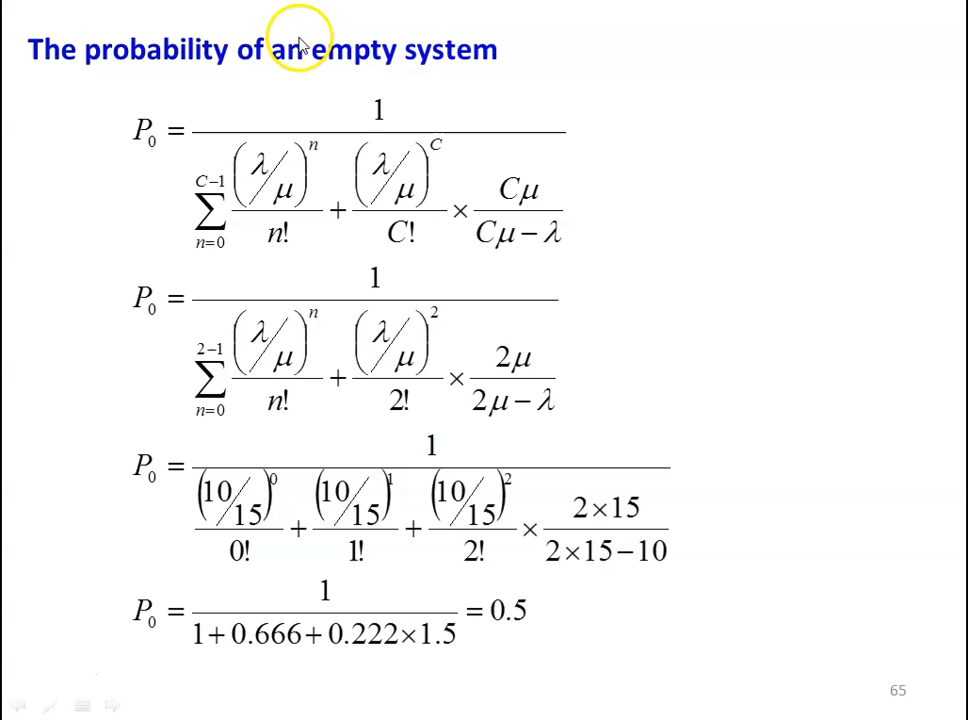 The probability of an empty system
P₀ = 1 / ( ∑_{n=0}^{C−1} (λ/μ)^n / n! + (λ/μ)^C / C! × Cμ / (Cμ − λ) )
P₀ = 1 / ( ∑_{n=0}^{2−1} (λ/μ)^n / n! + (λ/μ)^2 / 2! × 2μ / (2μ − λ) )
P₀ = 1 / ( (10/15)^0 / 0! + (10/15)^1 / 1! + (10/15)^2 / 2! × (2×15) / (2×15−10) )
P₀ = 1 / (1+0.666+0.222×1.5) = 0.5
65